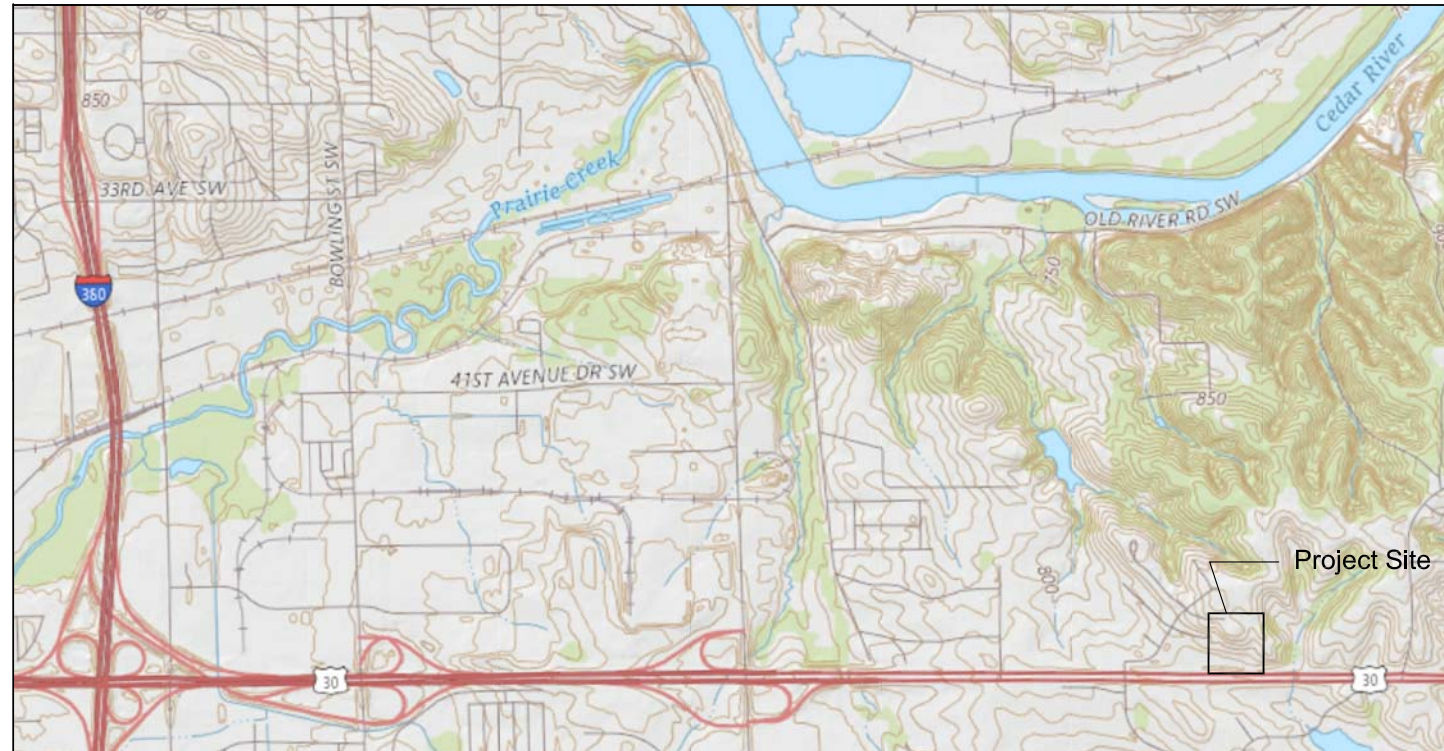 850
Cedar River
33RD AVE SW
BOWLING ST SW
Prairie Creek
OLD RIVER RD SW
750
380
41ST AVENUE DR SW
850
800
Project Site
30
30